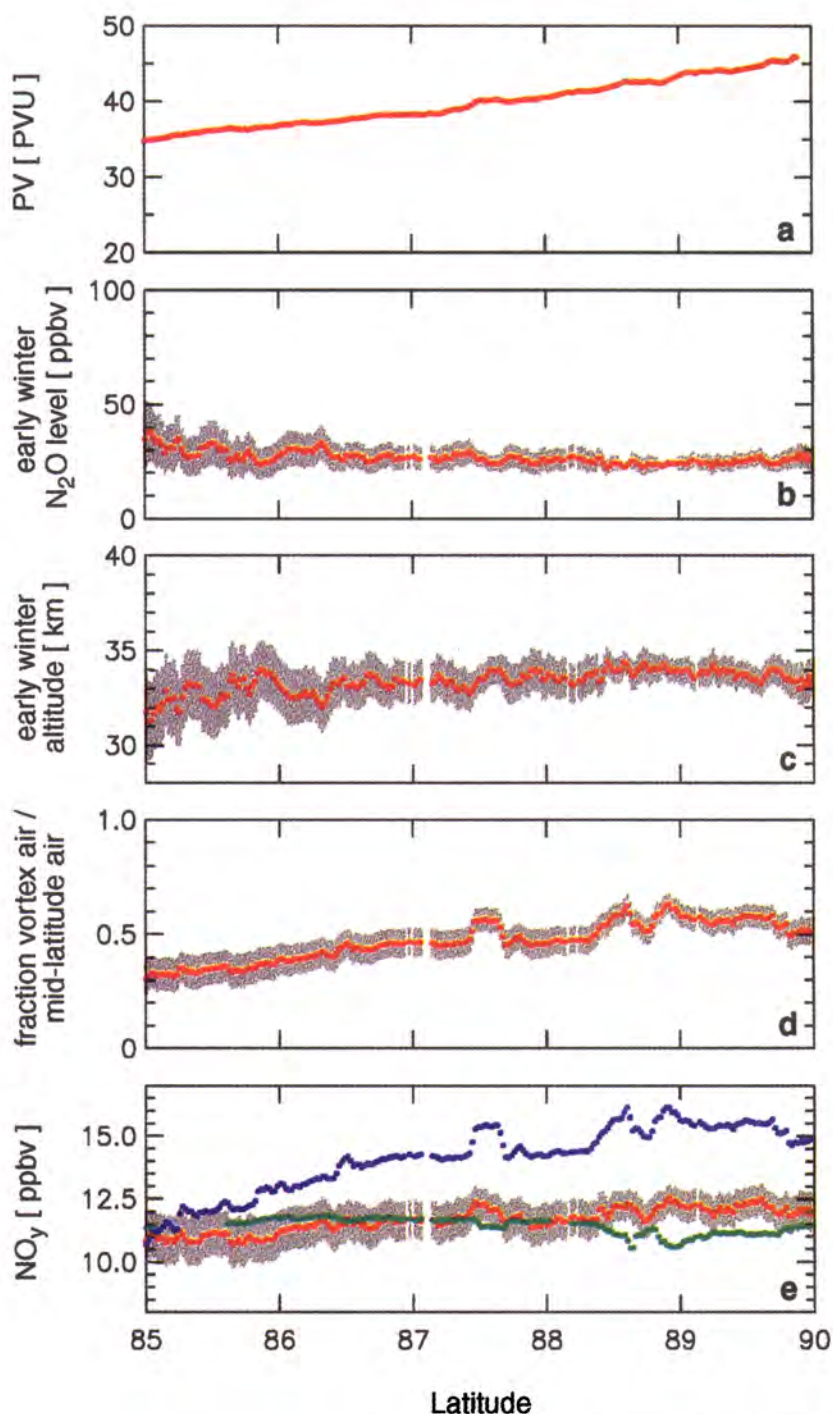 50
40
30
20
PV [ PVU ]
a
100
50
0
early winter
N₂O level [ ppbv ]
b
40
35
30
early winter
altitude [ km ]
c
1.0
0.5
0
fraction vortex air /
mid-latitude air
d
15.0
12.5
10.0
NOy [ ppbv ]
e
85
86
87
88
89
90
Latitude